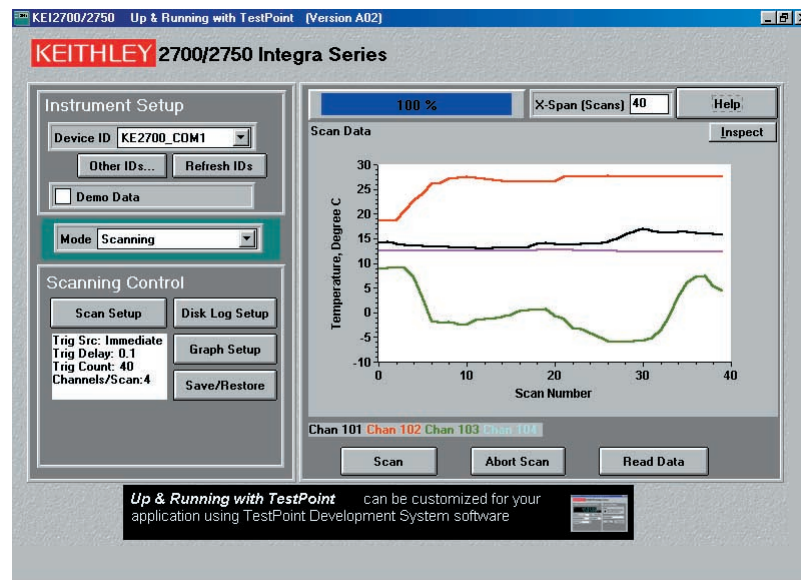 KEI2700/2750 Up & Running with TestPoint (Version A02)
KEITHLEY 2700/2750 Integra Series
Instrument Setup
Device ID KE2700_COM1
Other IDs... Refresh IDs
Demo Data
Mode Scanning
Scanning Control
Scan Setup Disk Log Setup
Trig Src: Immediate
Trig Delay: 0.1
Trig Count: 40
Channels/Scan:4
Graph Setup
Save/Restore
100 % X-Span (Scans) 40 Help
Scan Data Inspect
Temperature, Degree C
30
25
20
15
10
5
0
-5
-10
0 10 20 30 40
Scan Number
Chan 101 Chan 102 Chan 103 Chan 104
Scan Abort Scan Read Data
Up & Running with TestPoint can be customized for your
application using TestPoint Development System software